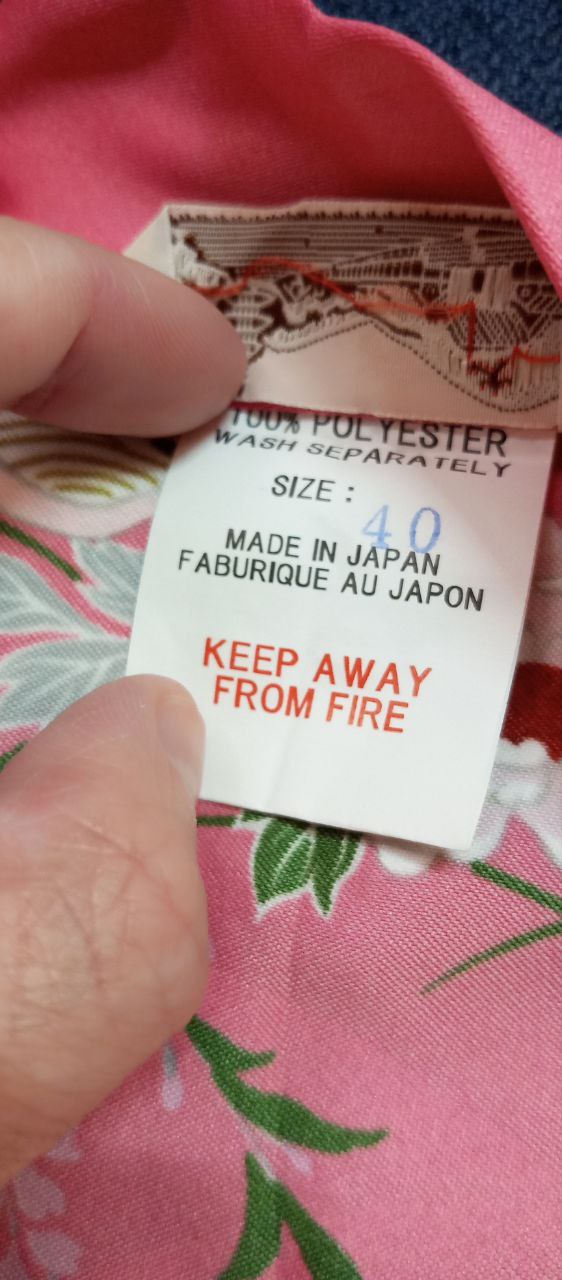 100% POLYESTER
WASH SEPARATELY
SIZE : 40
MADE IN JAPAN
FABURIQUE AU JAPON
KEEP AWAY
FROM FIRE